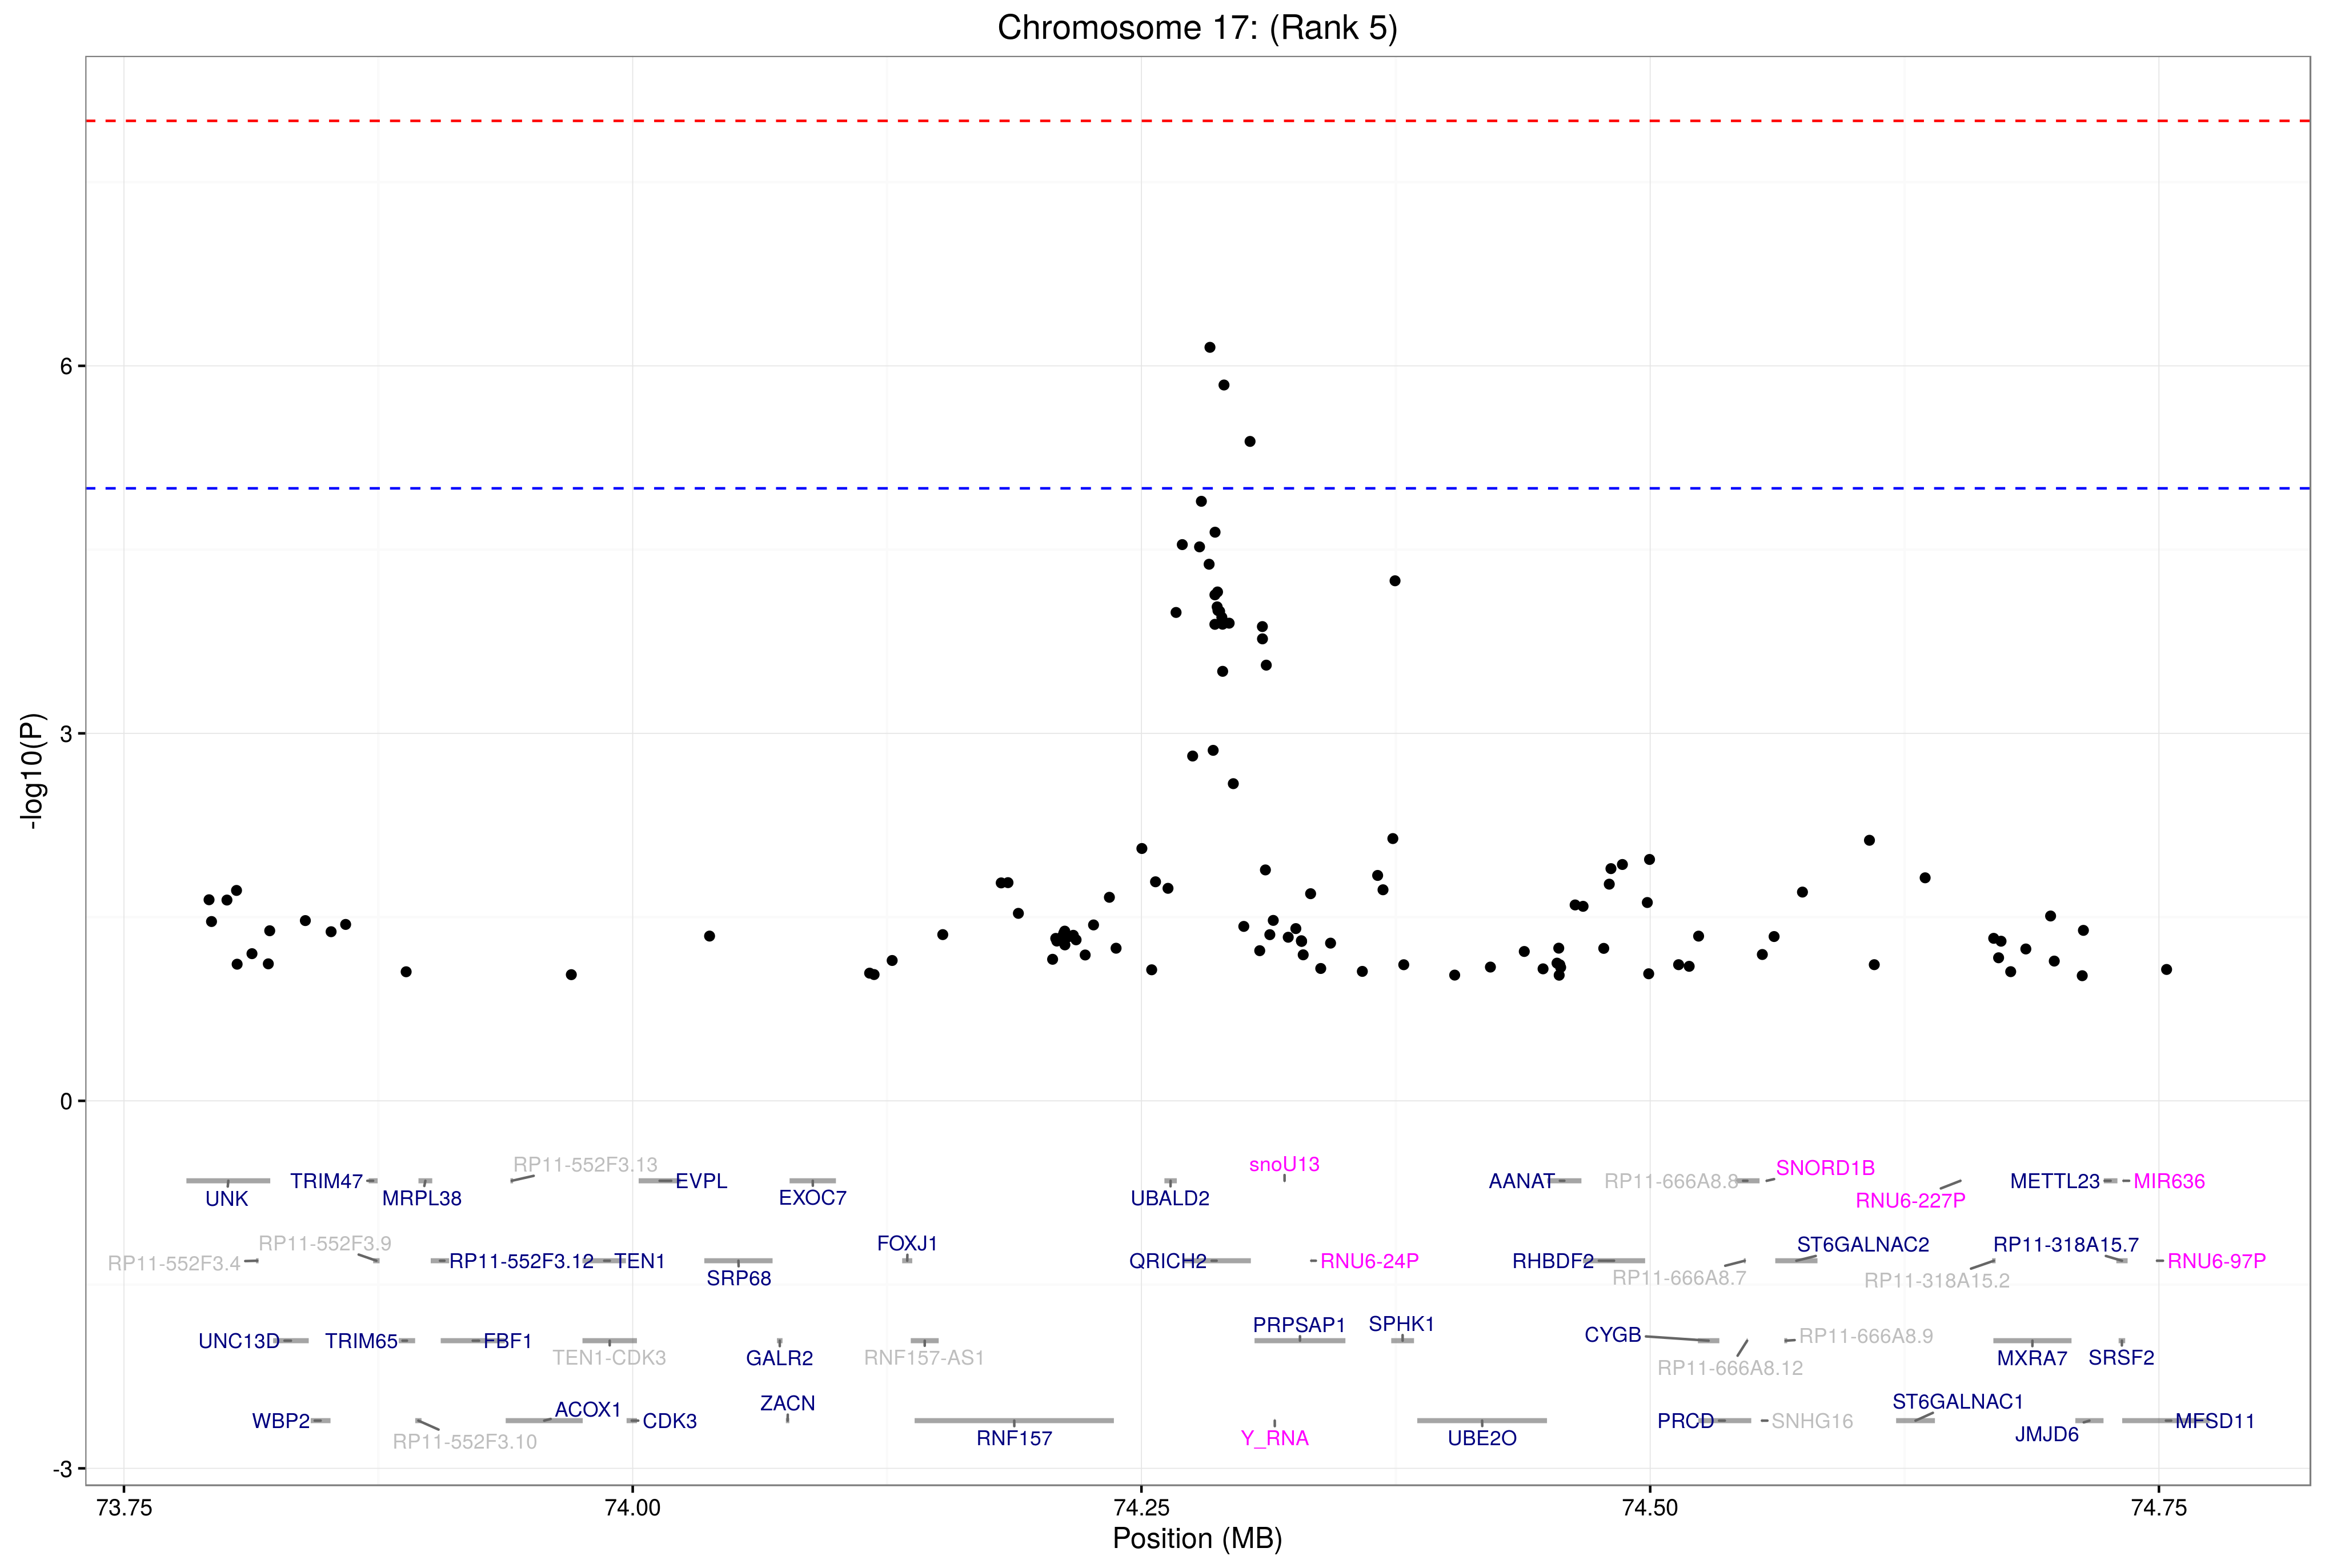 Chromosome 17: (Rank 5)
-log10(P)
6
3
0
-3
RP11-552F3.13
snoU13
SNORD1B
UNK
TRIM47
MRPL38
EVPL
EXOC7
UBALD2
AANAT
RP11-666A8.8
RNU6-227P
METTL23
MIR636
RP11-552F3.4
RP11-552F3.9
RP11-552F3.12
TEN1
SRP68
FOXJ1
QRICH2
RNU6-24P
RHBDF2
RP11-666A8.7
ST6GALNAC2
RP11-318A15.2
RP11-318A15.7
RNU6-97P
UNC13D
TRIM65
FBF1
TEN1-CDK3
GALR2
RNF157-AS1
PRPSAP1
SPHK1
CYGB
RP11-666A8.12
RP11-666A8.9
MXRA7
SRSF2
WBP2
RP11-552F3.10
ACOX1
CDK3
ZACN
RNF157
Y_RNA
UBE2O
PRCD
SNHG16
ST6GALNAC1
JMJD6
MFSD11
73.75
74.00
74.25
74.50
74.75
Position (MB)